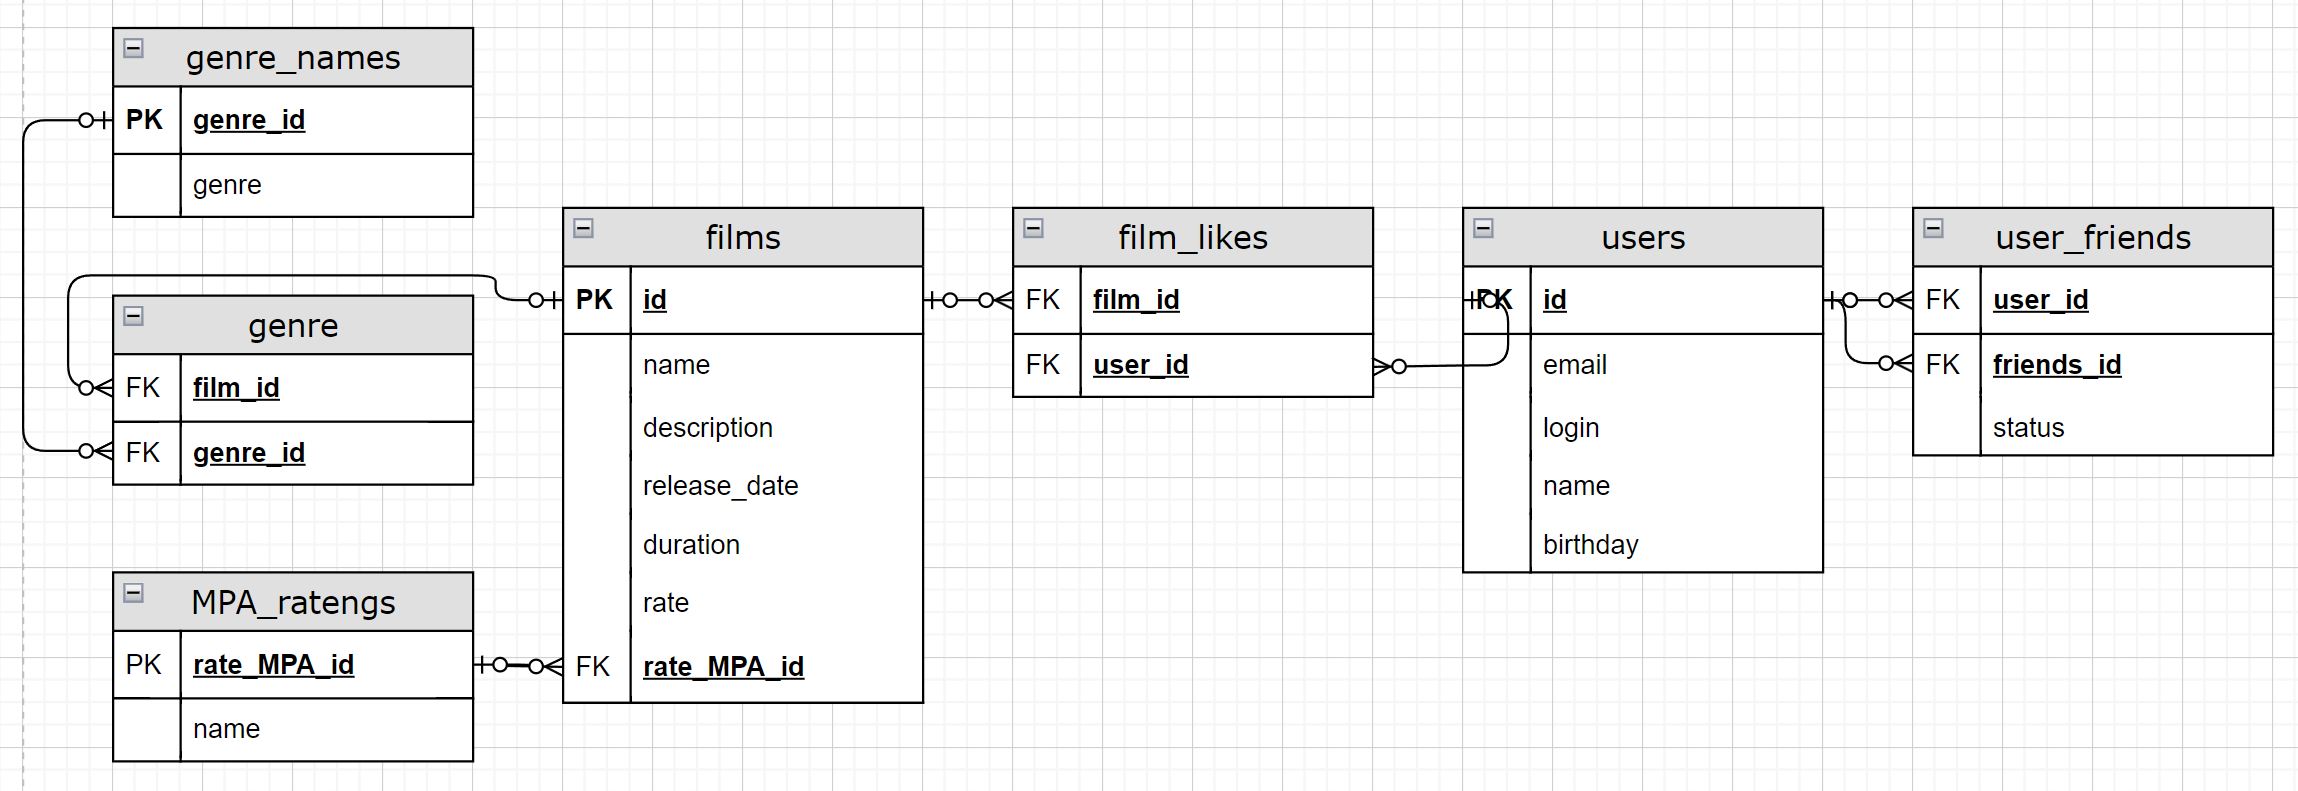 genre_names
PK genre_id
genre
genre
FK film_id
FK genre_id
MPA_ratengs
PK rate_MPA_id
name
films
PK id
name
description
release_date
duration
rate
FK rate_MPA_id
film_likes
FK film_id
FK user_id
users
PK id
email
login
name
birthday
user_friends
FK user_id
FK friends_id
status